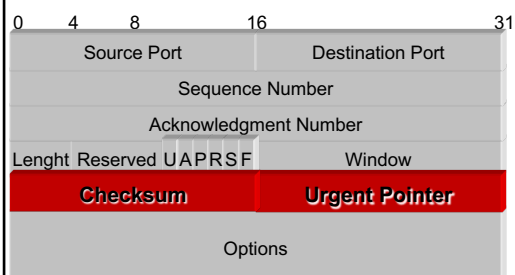 0 4 8 16 31
Source Port Destination Port
Sequence Number
Acknowledgment Number
Lenght Reserved U A P R S F Window
Checksum Urgent Pointer
Options